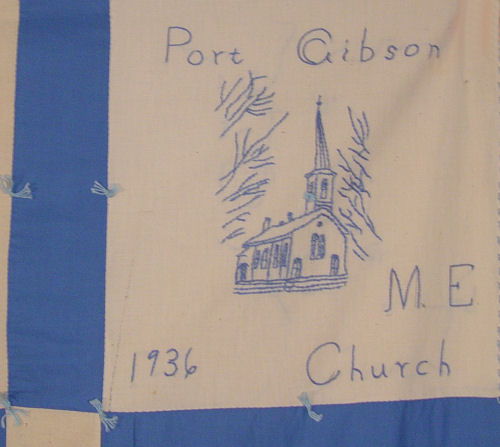 Port Gibson
M. E
1936 Church